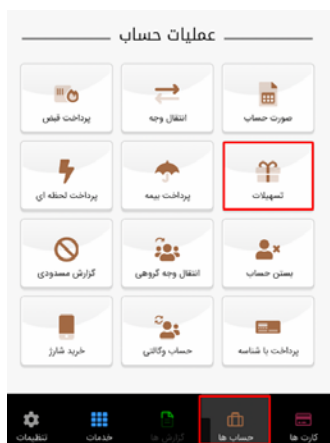 عملیات حساب
صورت حساب
انتقال وجه
پرداخت قبض
تسهیلات
پرداخت بیمه
پرداخت لحظه ای
بستن حساب
انتقال وجه گروهی
گزارش مسدودی
پرداخت با شناسه
حساب وکالتی
خرید شارژ
کارت ها
حساب ها
گزارش ها
خدمات
تنظیمات